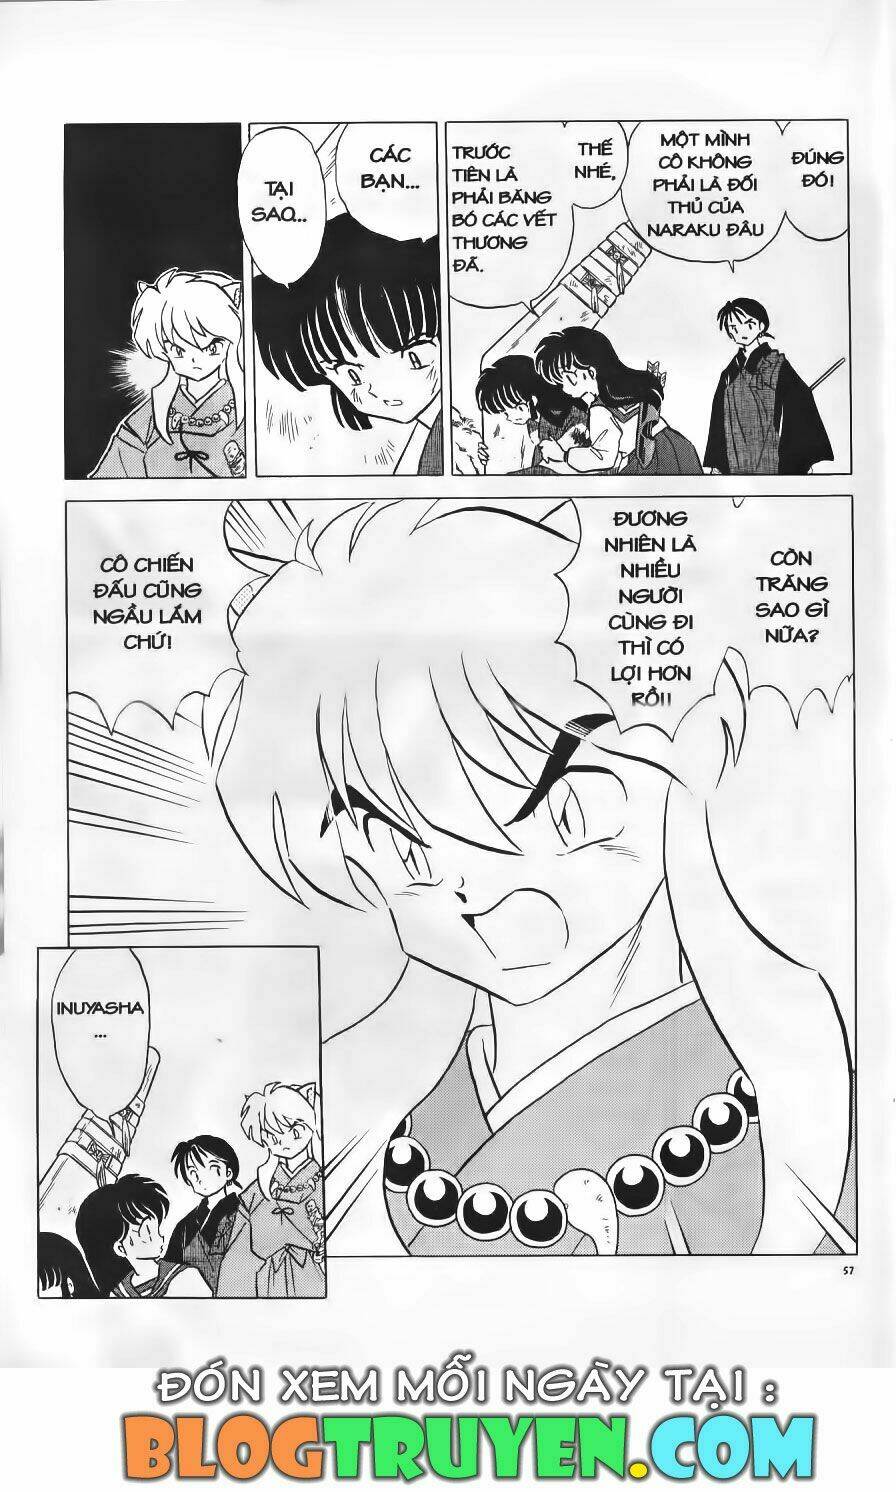 ĐÚNG
ĐÓ!
MỘT MÌNH
CÔ KHÔNG
PHẢI LÀ ĐỐI
THỦ CỦA
NARAKU ĐÂU
THẾ
NHÉ,
TRƯỚC
TIÊN LÀ
PHẢI BĂNG
BÓ CÁC VẾT
THƯƠNG
ĐÃ.
CÁC
BẠN...
TẠI
SAO...
CÒN
TRĂNG
SAO GÌ
NỮA?
ĐƯƠNG
NHIÊN LÀ
NHIỀU
NGƯỜI
CÙNG ĐI
THÌ CÓ
LỢI HƠN
RỒI!
CÔ CHIẾN
ĐẤU CŨNG
NGẦU LẮM
CHỨ!
INUYASHA
...
57
ĐÓN XEM MỖI NGÀY TẠI :
BLOGTRUYEN.COM